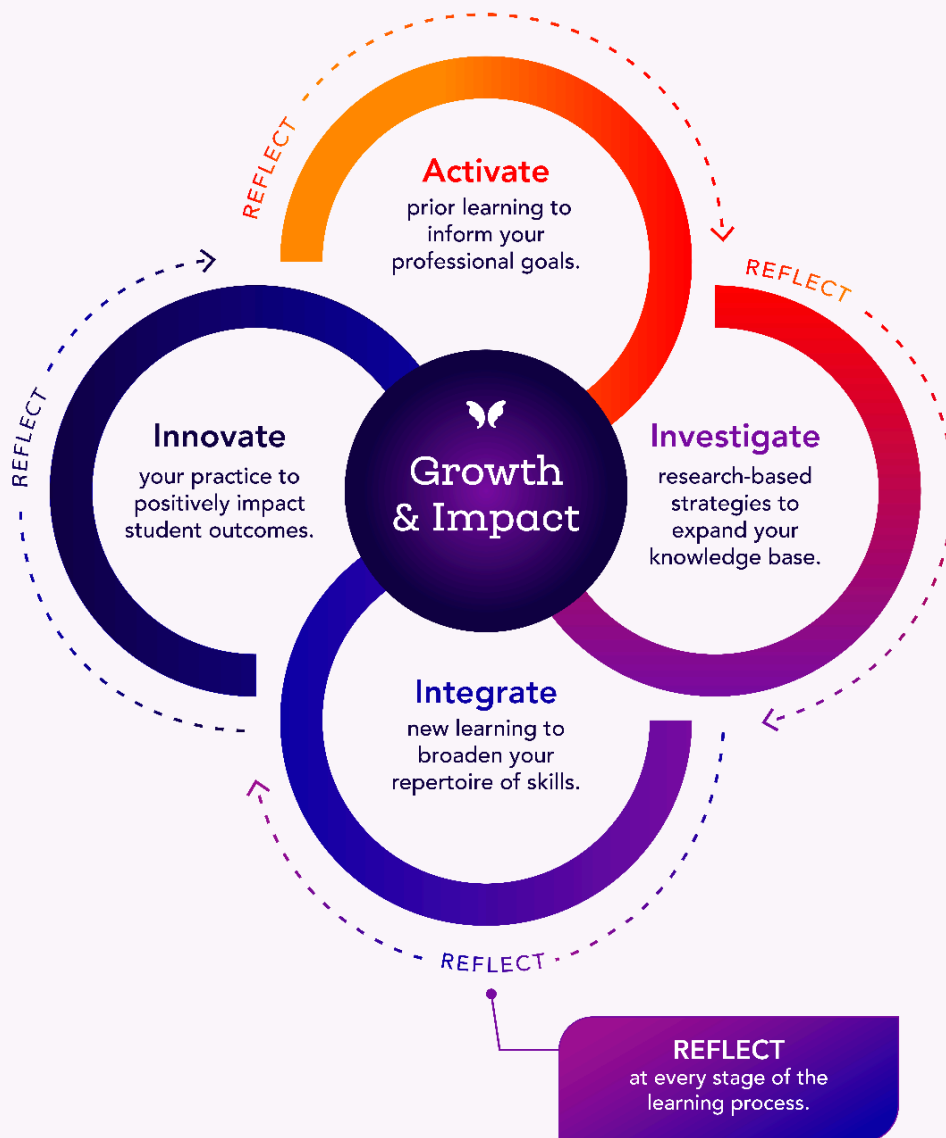 REFLECT
Activate
prior learning to
inform your
professional goals.
REFLECT
Investigate
research-based
strategies to
expand your
knowledge base.
REFLECT
Integrate
new learning to
broaden your
repertoire of skills.
REFLECT
Innovate
your practice to
positively impact
student outcomes.
Growth
& Impact
REFLECT
at every stage of the
learning process.